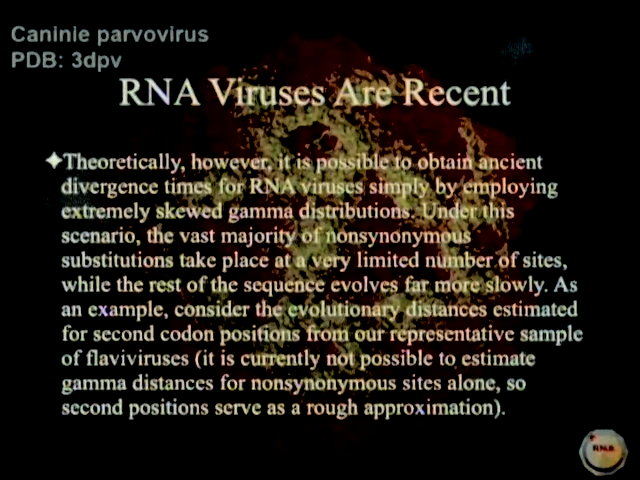 Caninie parvovirus
PDB: 3dpv
RNA Viruses Are Recent
✦Theoretically, however, it is possible to obtain ancient
divergence times for RNA viruses simply by employing
extremely skewed gamma distributions. Under this
scenario, the vast majority of nonsynonymous
substitutions take place at a very limited number of sites,
while the rest of the sequence evolves far more slowly. As
an example, consider the evolutionary distances estimated
for second codon positions from our representative sample
of flaviviruses (it is currently not possible to estimate
gamma distances for nonsynonymous sites alone, so
second positions serve as a rough approximation).